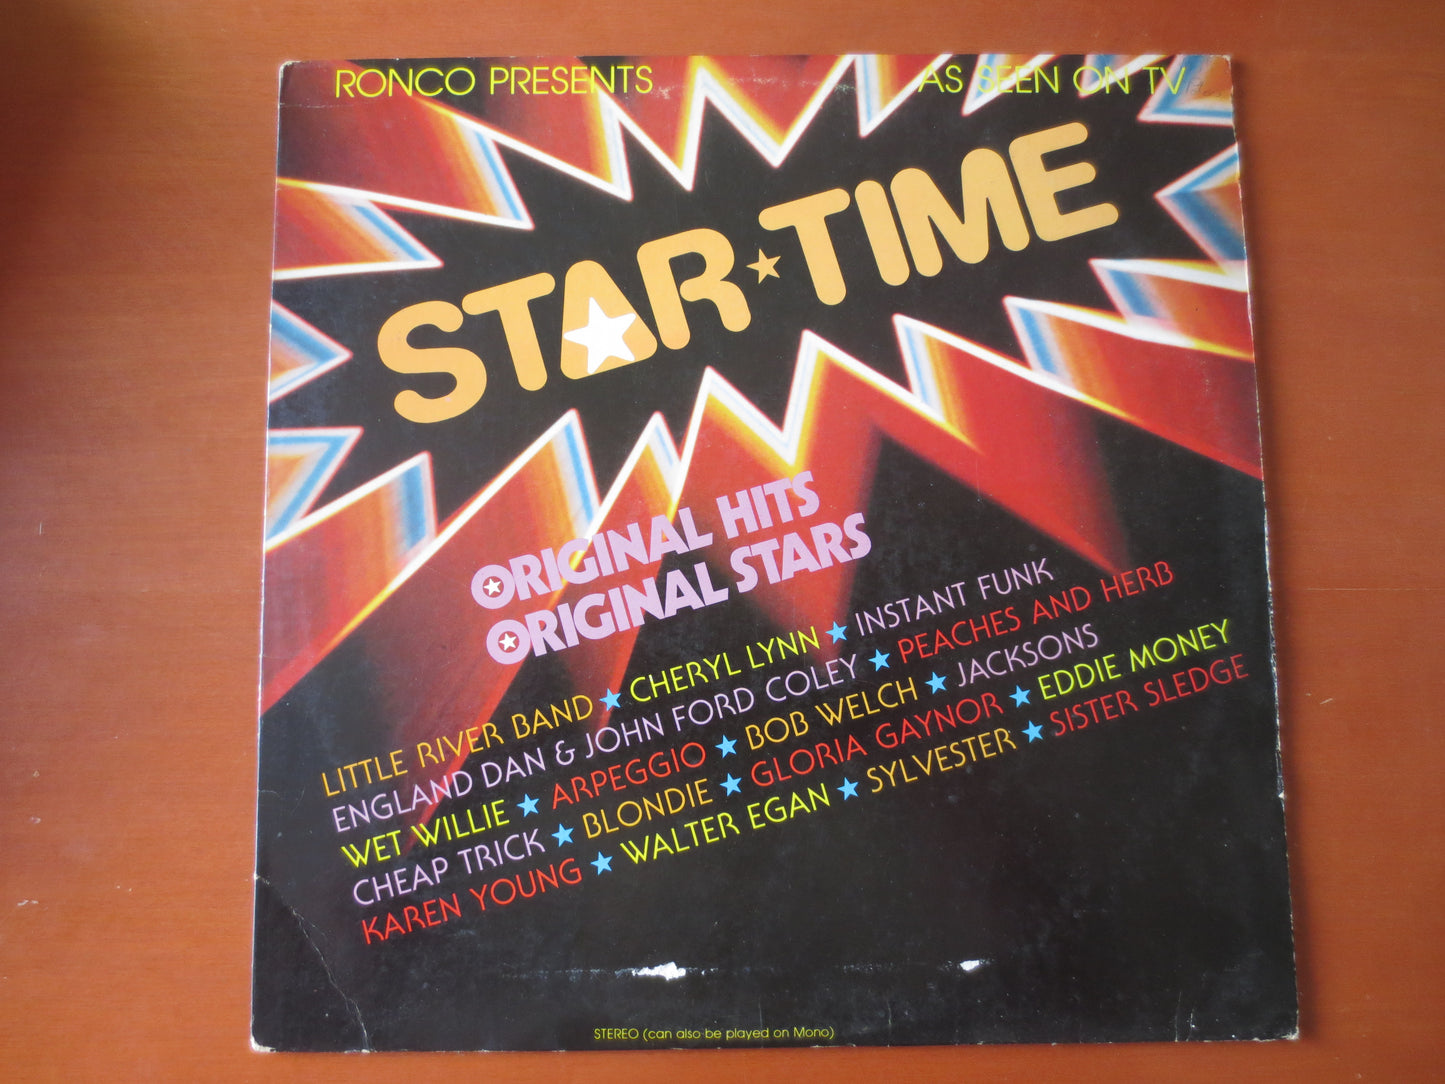 RONCO PRESENTS
AS SEEN ON TV
STAR★TIME
ORIGINAL HITS
ORIGINAL STARS
LITTLE RIVER BAND ★ CHERYL LYNN ★ INSTANT FUNK
ENGLAND DAN & JOHN FORD COLEY ★ PEACHES AND HERB
WET WILLIE ★ ARPEGGIO ★ BOB WELCH ★ JACKSONS
CHEAP TRICK ★ BLONDIE ★ GLORIA GAYNOR ★ EDDIE MONEY
KAREN YOUNG ★ WALTER EGAN ★ SYLVESTER ★ SISTER SLEDGE
STEREO (can also be played on Mono)